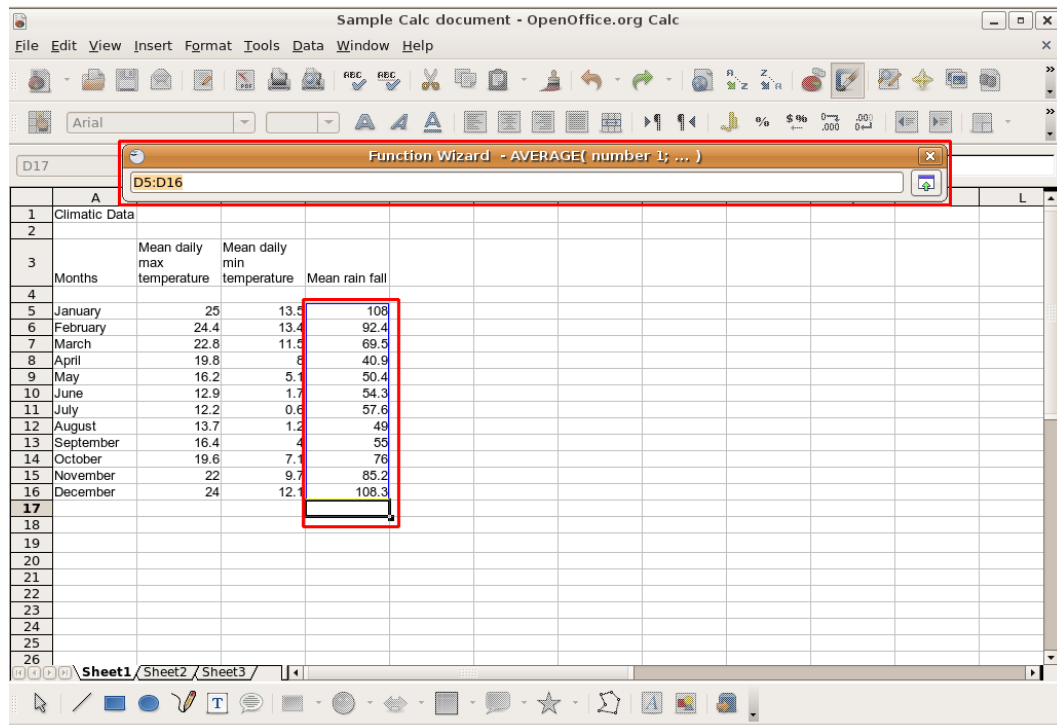 Sample Calc document - OpenOffice.org Calc
File Edit View Insert Format Tools Data Window Help
Arial
D17
Function Wizard - AVERAGE( number 1; ... )
D5:D16
A L
1 Climatic Data
2
3 Months Mean daily max temperature Mean daily min temperature Mean rain fall
4
5 January 25 13.5 108
6 February 24.4 13.4 92.4
7 March 22.8 11.5 69.5
8 April 19.8 8 40.9
9 May 16.2 5.1 50.4
10 June 12.9 1.7 54.3
11 July 12.2 0.6 57.6
12 August 13.7 1.2 49
13 September 16.4 4 55
14 October 19.6 7.1 76
15 November 22 9.7 85.2
16 December 24 12.1 108.3
17
18
19
20
21
22
23
24
25
26
Sheet1 Sheet2 Sheet3